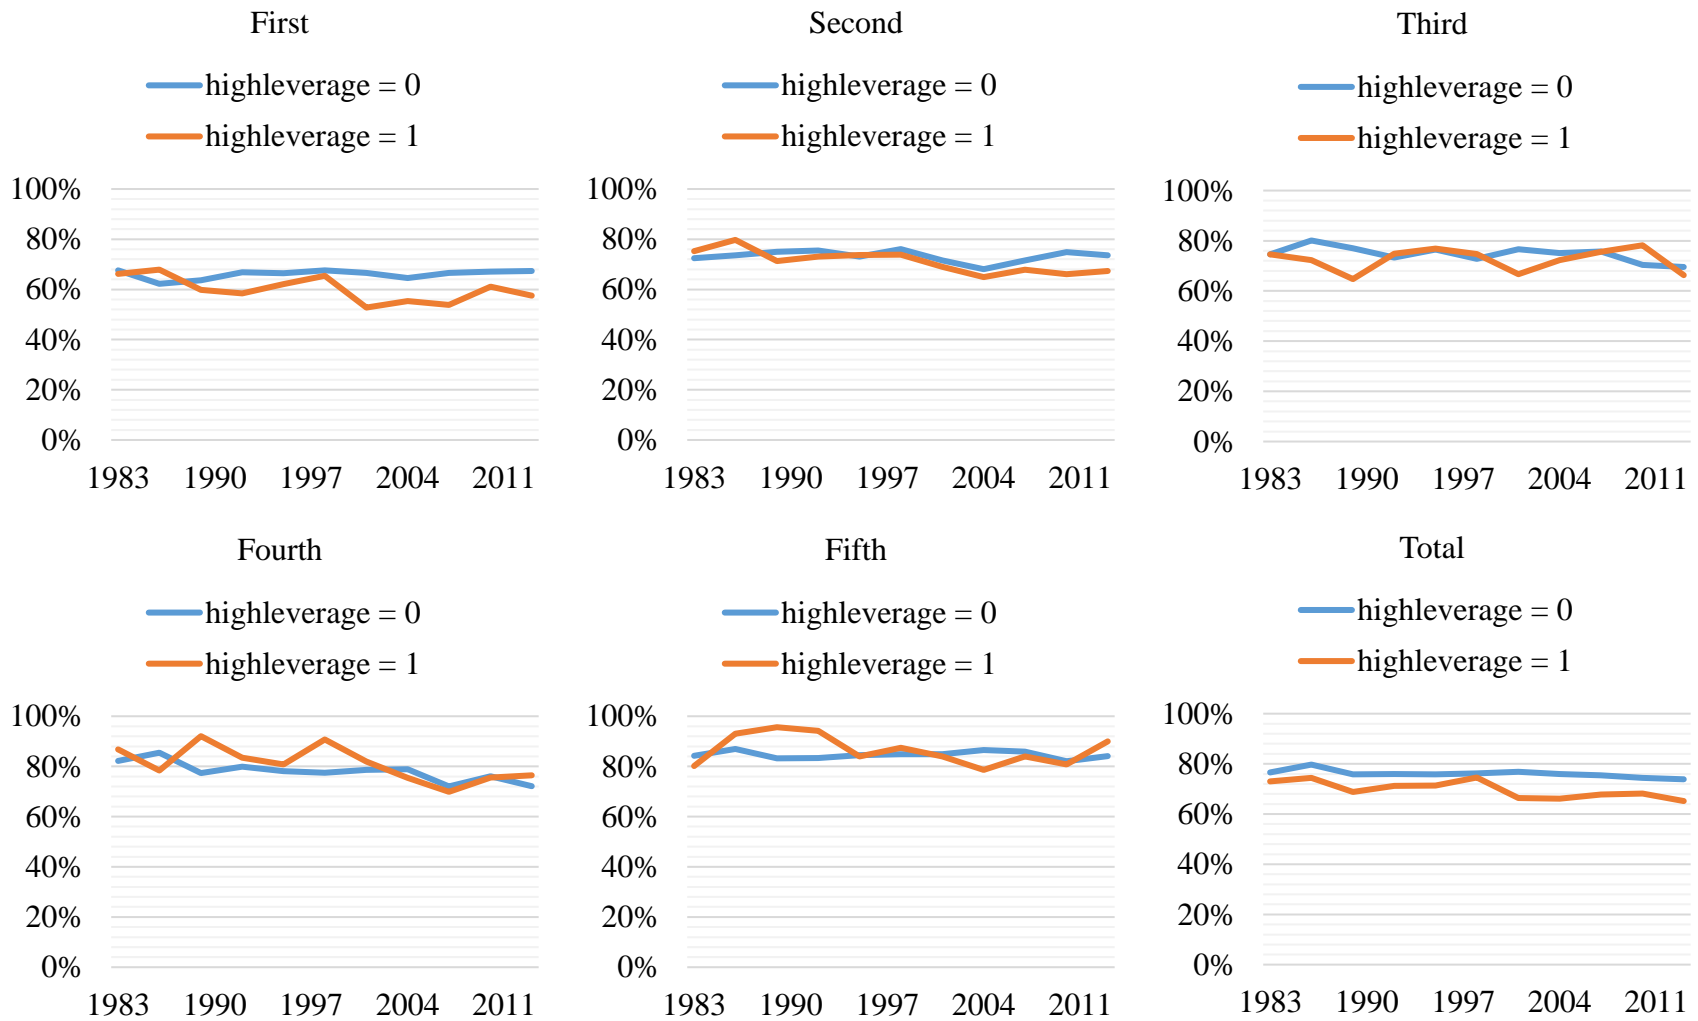 First
highleverage = 0
highleverage = 1
100%
80%
60%
40%
20%
0%
1983 1990 1997 2004 2011
Second
highleverage = 0
highleverage = 1
100%
80%
60%
40%
20%
0%
1983 1990 1997 2004 2011
Third
highleverage = 0
highleverage = 1
100%
80%
60%
40%
20%
0%
1983 1990 1997 2004 2011
Fourth
highleverage = 0
highleverage = 1
100%
80%
60%
40%
20%
0%
1983 1990 1997 2004 2011
Fifth
highleverage = 0
highleverage = 1
100%
80%
60%
40%
20%
0%
1983 1990 1997 2004 2011
Total
highleverage = 0
highleverage = 1
100%
80%
60%
40%
20%
0%
1983 1990 1997 2004 2011